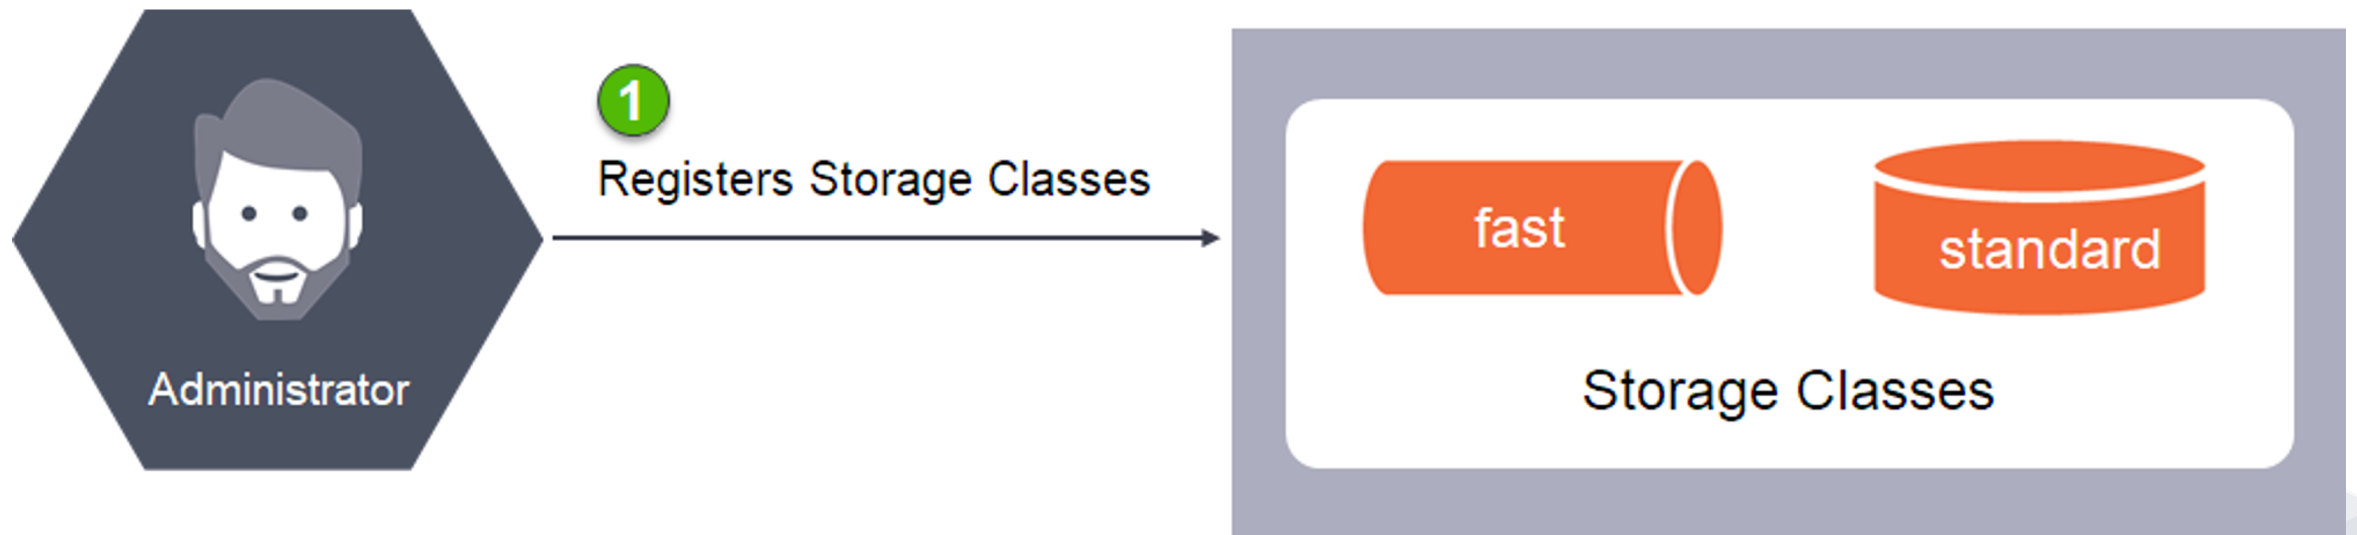 1
Registers Storage Classes
Administrator
fast
standard
Storage Classes